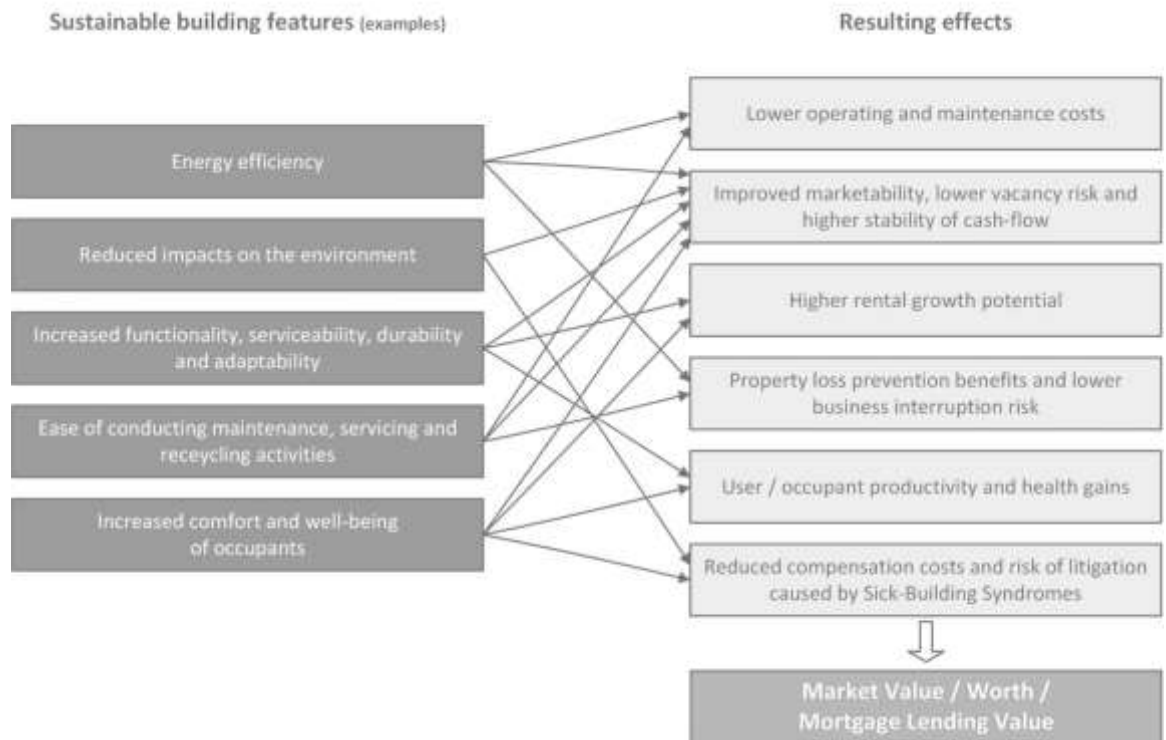 Sustainable building features (examples)
Resulting effects
Energy efficiency
Reduced impacts on the environment
Increased functionality, serviceability, durability
and adaptability
Ease of conducting maintenance, servicing and
receycling activities
Increased comfort and well-being
of occupants
Lower operating and maintenance costs
Improved marketability, lower vacancy risk and
higher stability of cash-flow
Higher rental growth potential
Property loss prevention benefits and lower
business interruption risk
User / occupant productivity and health gains
Reduced compensation costs and risk of litigation
caused by Sick-Building Syndromes
Market Value / Worth /
Mortgage Lending Value